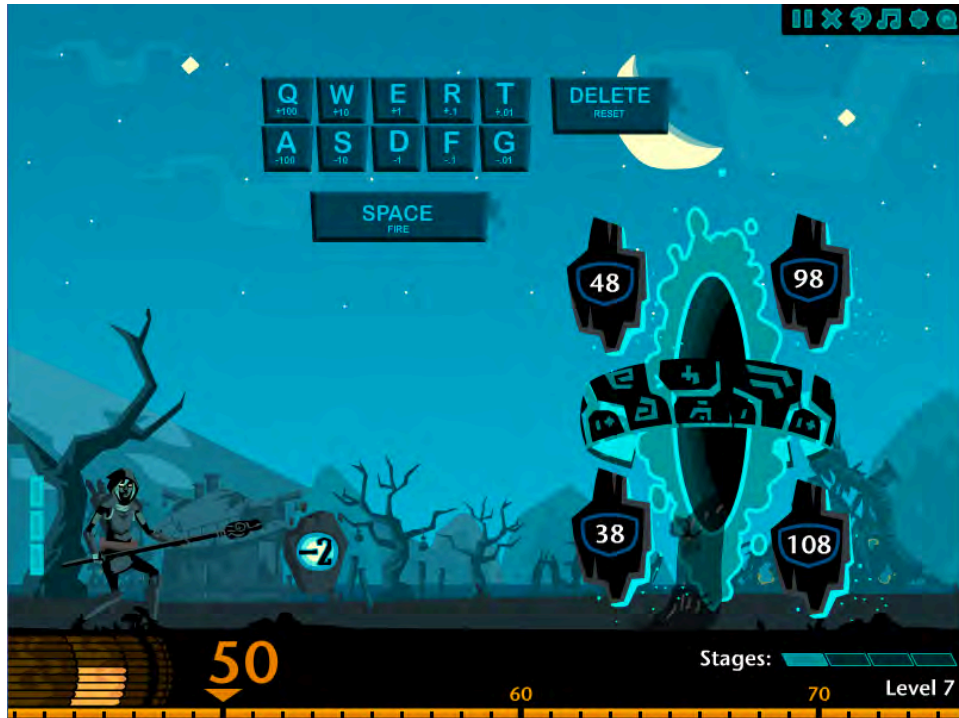 Q W E R T DELETE
+100 +10 +1 +.1 +.01 RESET
A S D F G
-100 -10 -1 -.1 -.01
SPACE
FIRE
48 98
38 108
-2
50
Stages:
60 70 Level 7